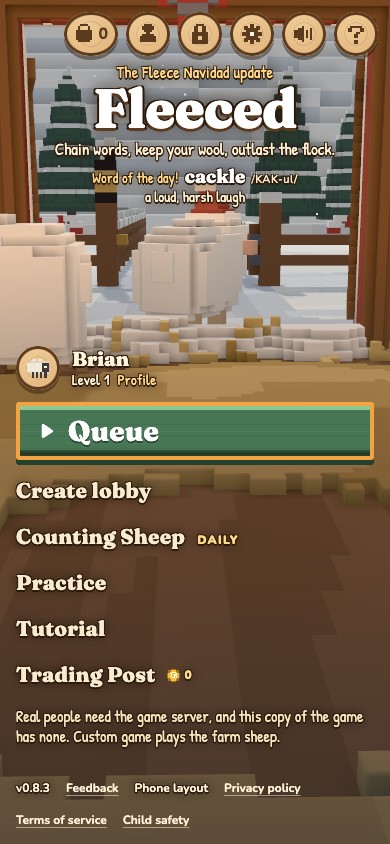 0
The Fleece Navidad update
Fleeced
Chain words, keep your wool, outlast the flock.
Word of the day! cackle /KAK-ul/
a loud, harsh laugh
Brian
Level 1 Profile
Queue
Create lobby
Counting Sheep DAILY
Practice
Tutorial
Trading Post 0
Real people need the game server, and this copy of the game
has none. Custom game plays the farm sheep.
v0.8.3 Feedback Phone layout Privacy policy
Terms of service Child safety